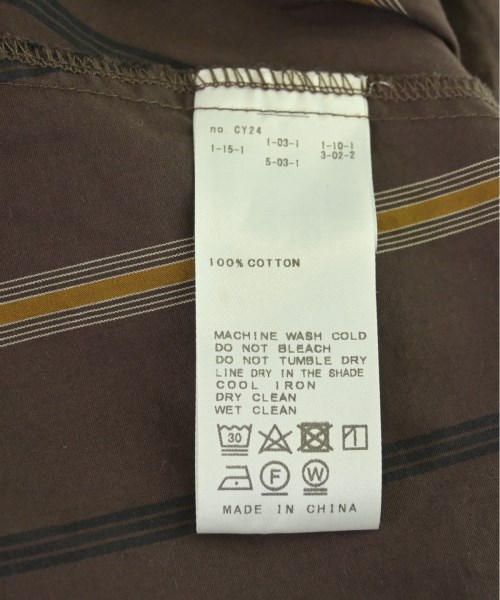 no. CY24
1-15-1 1-03-1 1-10-1
5-03-1 3-02-2
100% COTTON
MACHINE WASH COLD
DO NOT BLEACH
DO NOT TUMBLE DRY
LINE DRY IN THE SHADE
COOL IRON
DRY CLEAN
WET CLEAN
30
F W
MADE IN CHINA